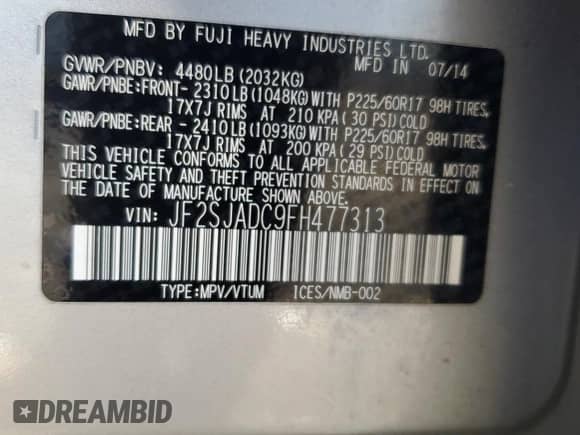 MFD BY FUJI HEAVY INDUSTRIES LTD.
MFD IN 07/14
GVWR/PNBV: 4480LB(2032KG)
GAWR/PNBE:FRONT- 2310LB(1048KG)WITH P225/60R17 98H TIRES,
17X7J RIMS AT 210 KPA( 30 PSI)COLD
GAWR/PNBE:REAR - 2410LB(1093KG)WITH P225/60R17 98H TIRES,
17X7J RIMS AT 200 KPA( 29 PSI)COLD
THIS VEHICLE CONFORMS TO ALL APPLICABLE FEDERAL MOTOR
VEHICLE SAFETY AND THEFT PREVENTION STANDARDS IN EFFECT ON
THE DATE OF MANUFACTURE SHOWN ABOVE.
VIN: JF2SJADC9FH477313
TYPE:MPV/VTUM ICES/NMB-002
DREAMBID